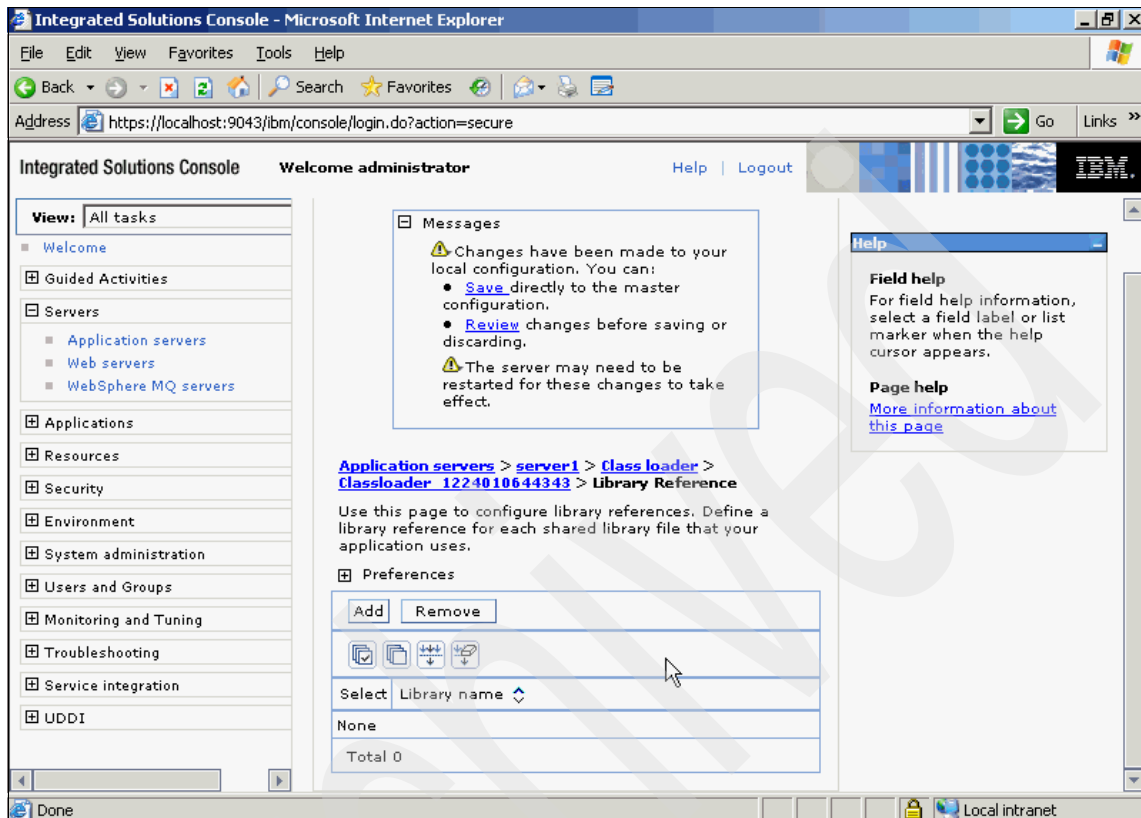 Integrated Solutions Console - Microsoft Internet Explorer
File Edit View Favorites Tools Help
Back Search Favorites
Address https://localhost:9043/ibm/console/login.do?action=secure Go Links »
Integrated Solutions Console Welcome administrator Help | Logout IBM.
View: All tasks
Welcome
Guided Activities
Servers
Application servers
Web servers
WebSphere MQ servers
Applications
Resources
Security
Environment
System administration
Users and Groups
Monitoring and Tuning
Troubleshooting
Service integration
UDDI
Messages
Changes have been made to your
local configuration. You can:
• Save directly to the master
configuration.
• Review changes before saving or
discarding.
The server may need to be
restarted for these changes to take
effect.
Application servers > server1 > Class loader >
Classloader_1224010644343 > Library Reference
Use this page to configure library references. Define a
library reference for each shared library file that your
application uses.
Preferences
Add Remove
Select Library name
None
Total 0
Help
Field help
For field help information,
select a field label or list
marker when the help
cursor appears.
Page help
More information about
this page
Done Local intranet